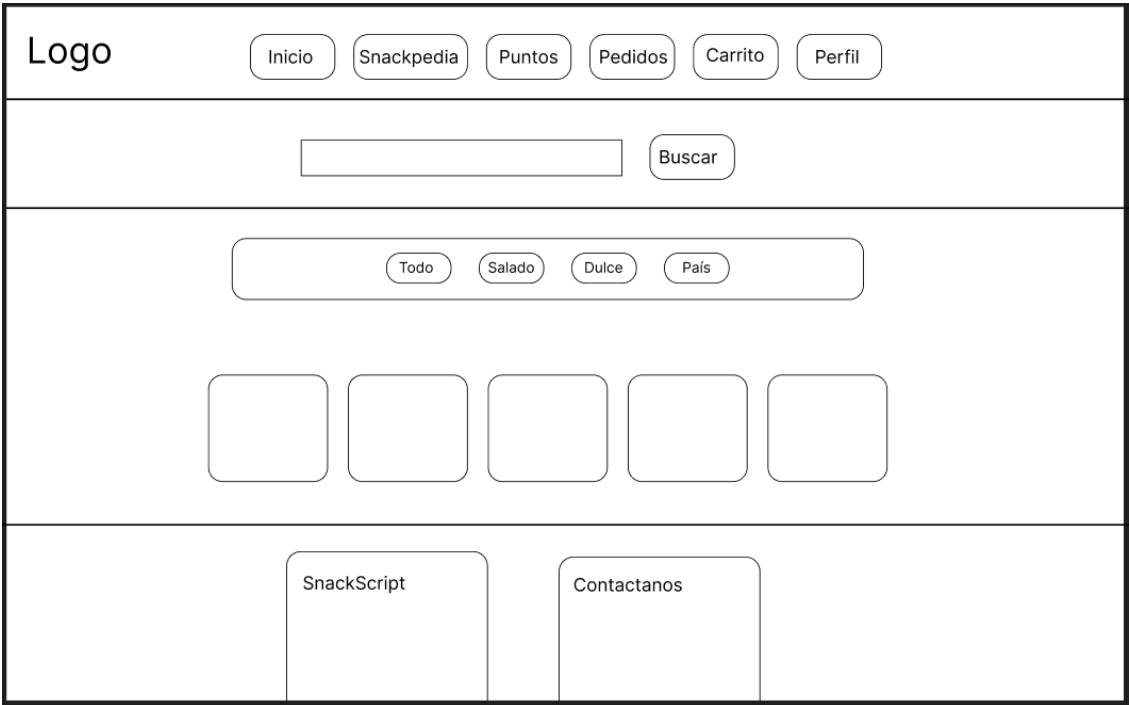 Logo
Inicio
Snackpedia
Puntos
Pedidos
Carrito
Perfil
Buscar
Todo
Salado
Dulce
País
SnackScript
Contactanos